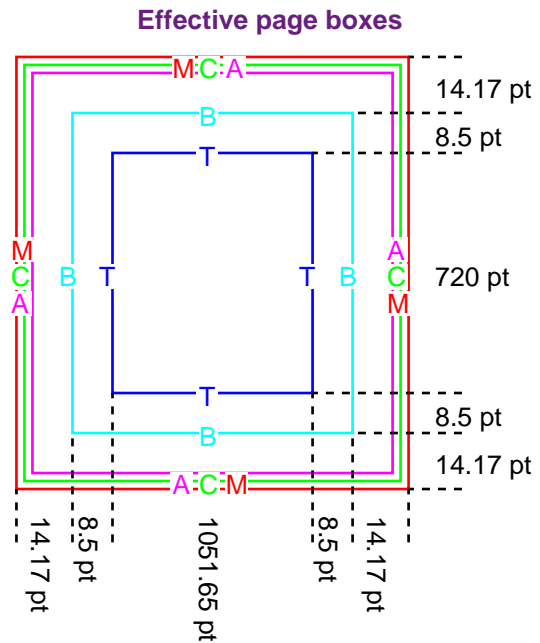 Effective page boxes
M C A
14.17 pt
B
8.5 pt
T
M
C
A
B
T
T
B
A
C
M
720 pt
T
8.5 pt
B
14.17 pt
A C M
14.17 pt
8.5 pt
1051.65 pt
8.5 pt
14.17 pt